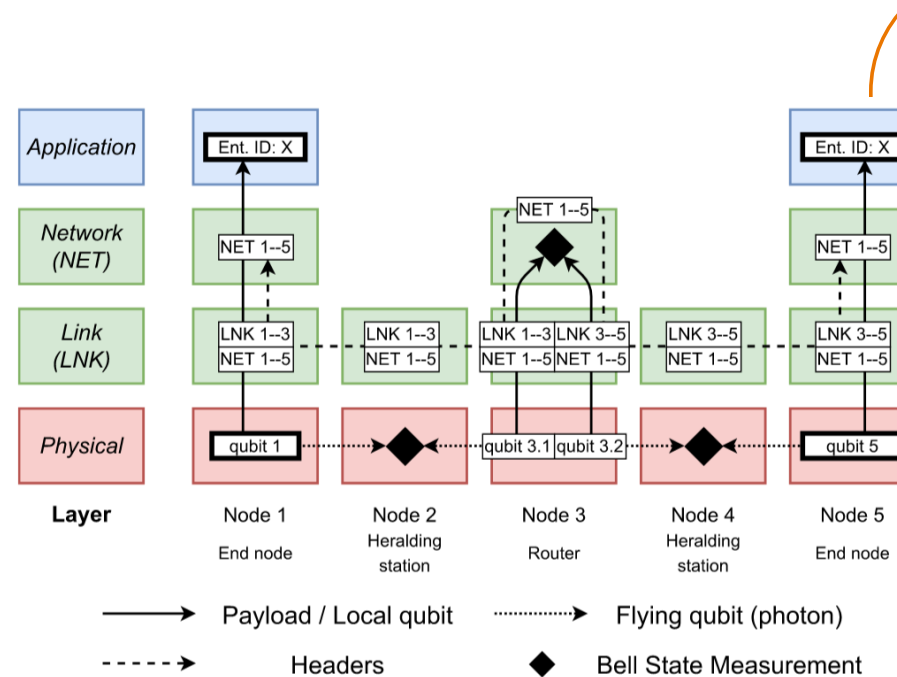 Application
Ent. ID: X
Ent. ID: X
Network
(NET)
NET 1--5
NET 1--5
NET 1--5
Link
(LNK)
LNK 1--3
NET 1--5
LNK 1--3
NET 1--5
LNK 1--3
NET 1--5
LNK 3--5
NET 1--5
LNK 3--5
NET 1--5
LNK 3--5
NET 1--5
Physical
qubit 1
qubit 3.1
qubit 3.2
qubit 5
Layer
Node 1
End node
Node 2
Heralding
station
Node 3
Router
Node 4
Heralding
station
Node 5
End node
Payload / Local qubit
Flying qubit (photon)
Headers
Bell State Measurement